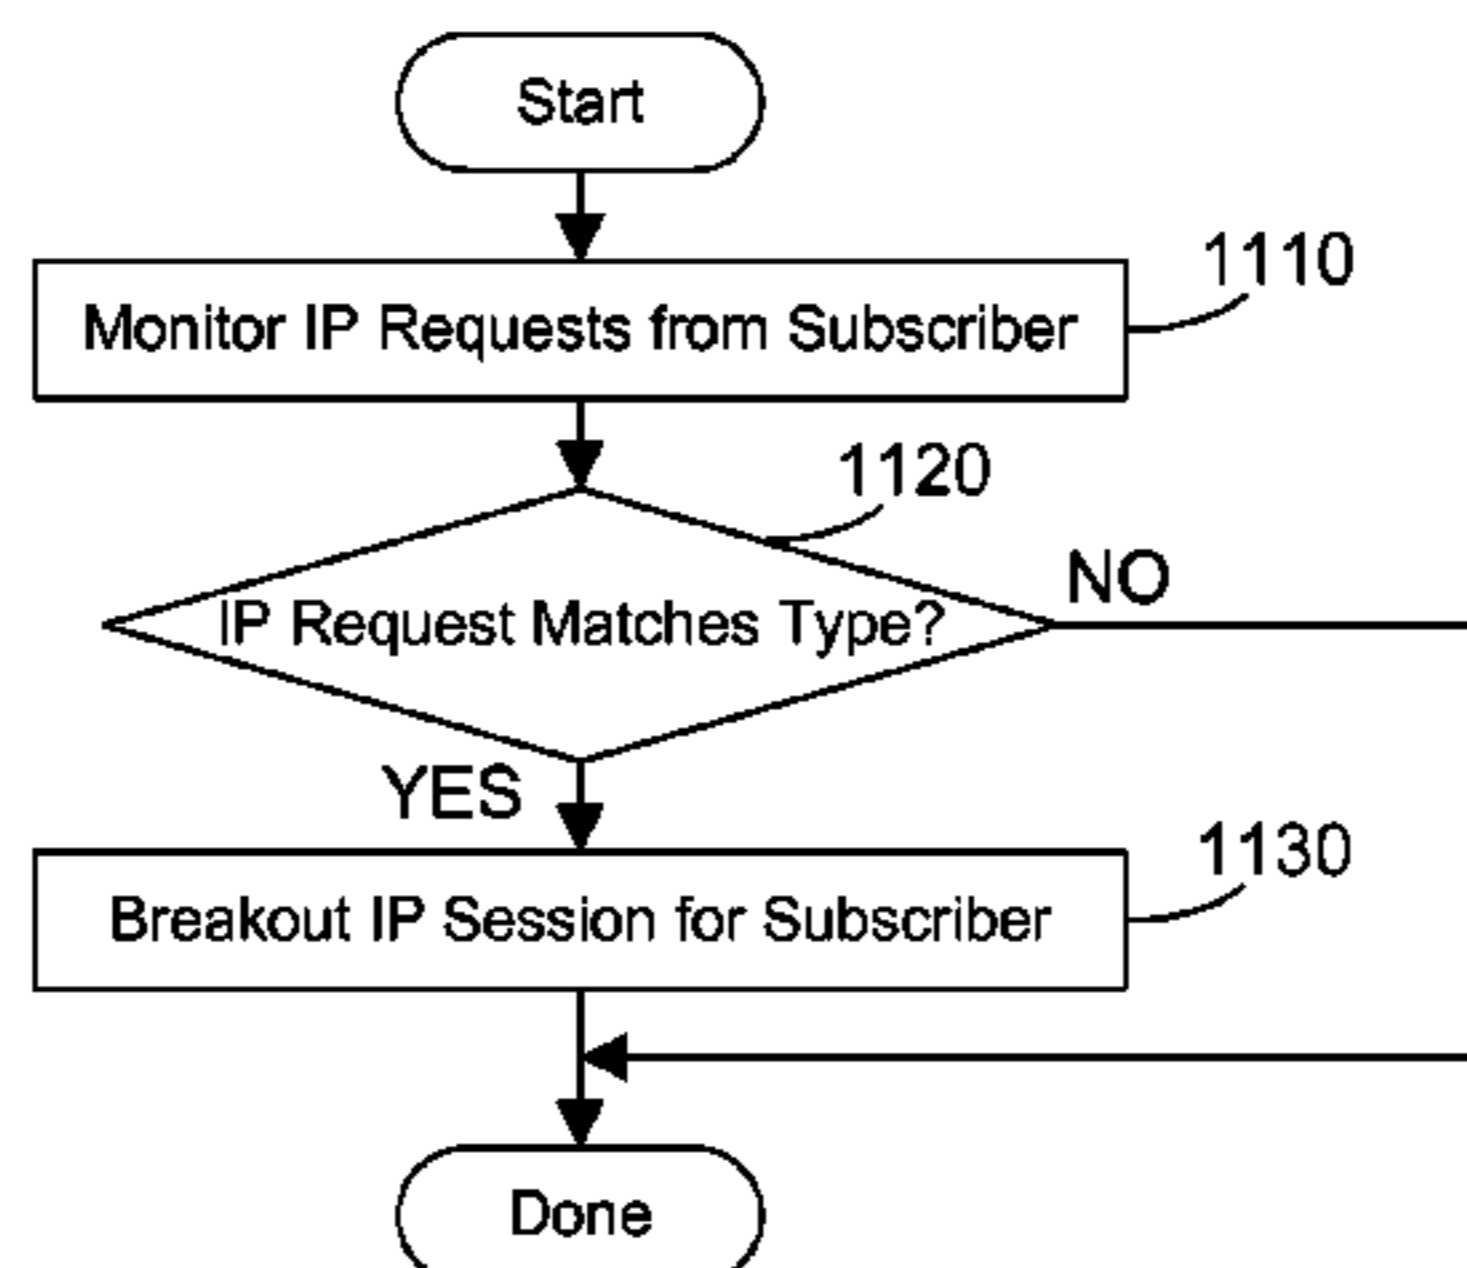 Start
1110
Monitor IP Requests from Subscriber
1120
NO
IP Request Matches Type?
YES
1130
Breakout IP Session for Subscriber
Done